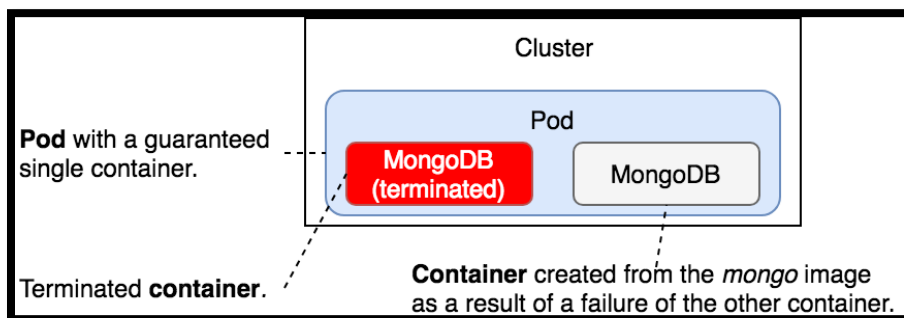 Cluster
Pod
Pod with a guaranteed
single container.
MongoDB
(terminated)
MongoDB
Terminated container.
Container created from the mongo image
as a result of a failure of the other container.